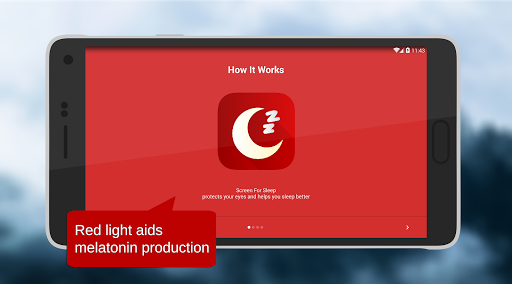 11:43
How It Works
z
z
Screen For Sleep
protects your eyes and helps you sleep better
Red light aids
melatonin production